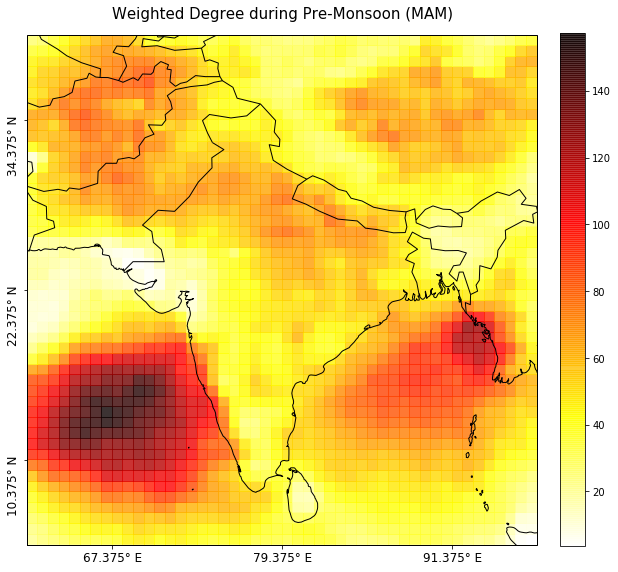 Weighted Degree during Pre-Monsoon (MAM)
34.375° N
22.375° N
10.375° N
67.375° E
79.375° E
91.375° E
140
120
100
80
60
40
20